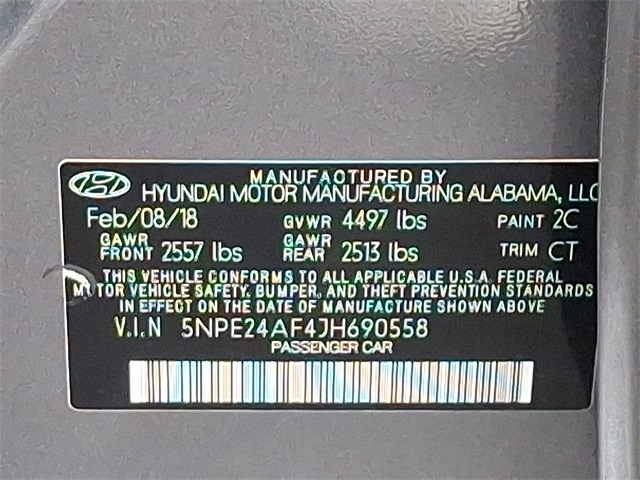 MANUFACTURED BY
HYUNDAI MOTOR MANUFACTURING ALABAMA, LLC
Feb/08/18 GVWR 4497 lbs PAINT 2C
GAWR FRONT 2557 lbs GAWR REAR 2513 lbs TRIM CT
THIS VEHICLE CONFORMS TO ALL APPLICABLE U.S.A. FEDERAL
MOTOR VEHICLE SAFETY, BUMPER, AND THEFT PREVENTION STANDARDS
IN EFFECT ON THE DATE OF MANUFACTURE SHOWN ABOVE
V.I.N 5NPE24AF4JH690558
PASSENGER CAR